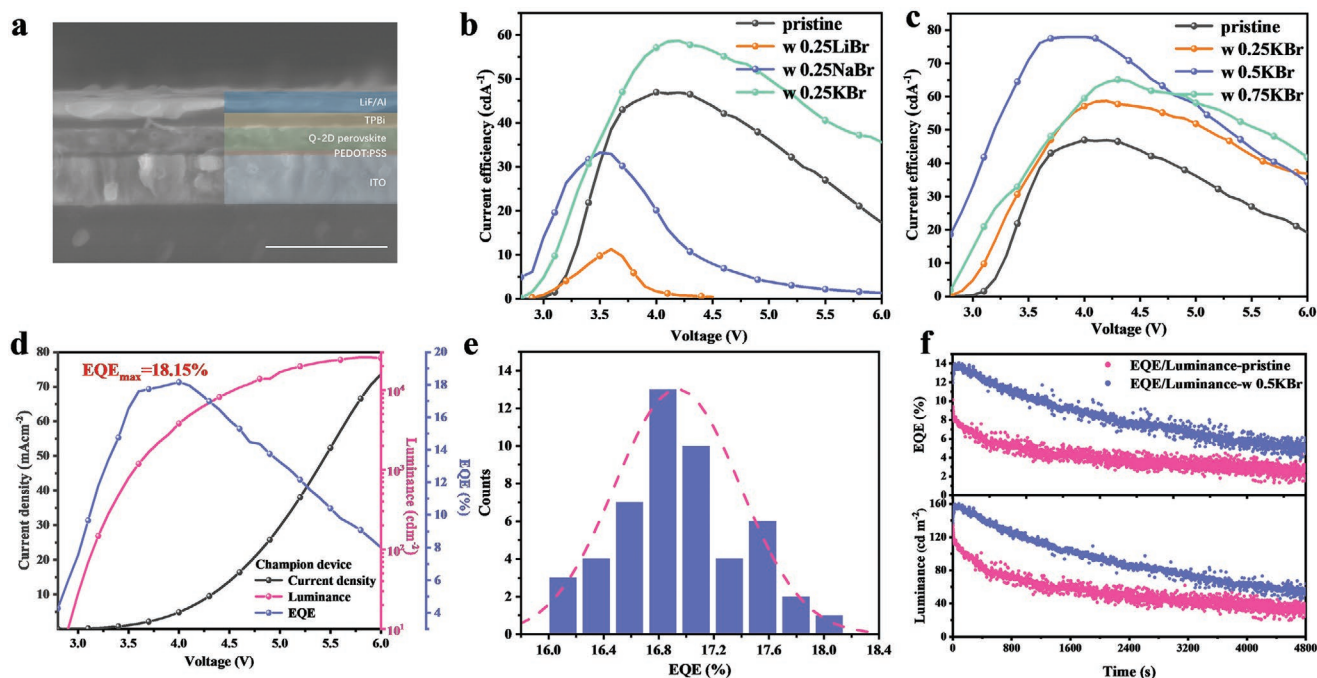 a
LiF/Al
TPBi
Q-2D perovskite
PEDOT:PSS
ITO
b
pristine
w 0.25LiBr
w 0.25NaBr
w 0.25KBr
Current efficiency (cdA⁻¹)
60
50
40
30
20
10
0
3.0 3.5 4.0 4.5 5.0 5.5 6.0
Voltage (V)
c
pristine
w 0.25KBr
w 0.5KBr
w 0.75KBr
Current efficiency (cdA⁻¹)
80
70
60
50
40
30
20
10
0
3.0 3.5 4.0 4.5 5.0 5.5 6.0
Voltage (V)
d
EQEmax=18.15%
Current density (mAcm⁻²)
80
70
60
50
40
30
20
10
Luminance (cdm⁻²)
10⁴
10³
10²
10¹
EQE (%)
20
18
16
14
12
10
8
6
4
Champion device
Current density
Luminance
EQE
3.0 3.5 4.0 4.5 5.0 5.5 6.0
Voltage (V)
e
Counts
14
12
10
8
6
4
2
0
16.0 16.4 16.8 17.2 17.6 18.0 18.4
EQE (%)
f
EQE/Luminance-pristine
EQE/Luminance-w 0.5KBr
EQE (%)
14
12
10
8
6
4
2
0
Luminance (cd m⁻²)
160
120
80
40
0 800 1600 2400 3200 4000 4800
Time (s)